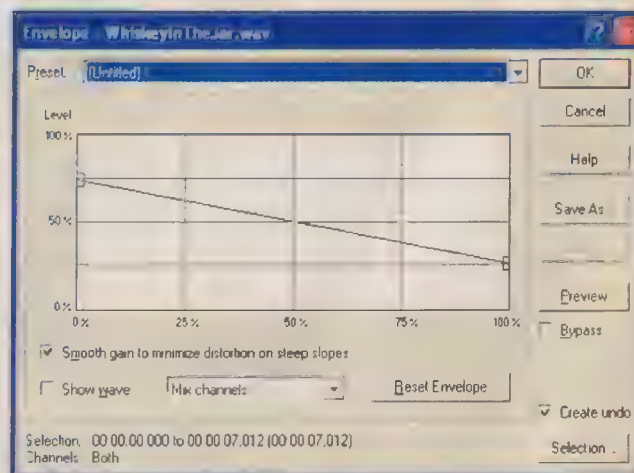 Envelope WhiskeyInTheJar.wav
Preset: (Untitled)
OK
Cancel
Help
Save As
Preview
Bypass
Create undo
Selection
Level
100 %
50 %
0 %
0 %
25 %
50 %
75 %
100 %
Smooth gain to minimize distortion on steep slopes
Show wave
Mix channels
Reset Envelope
Selection: 00:00:00.000 to 00:00:07.012 (00:00:07.012)
Channels: Both